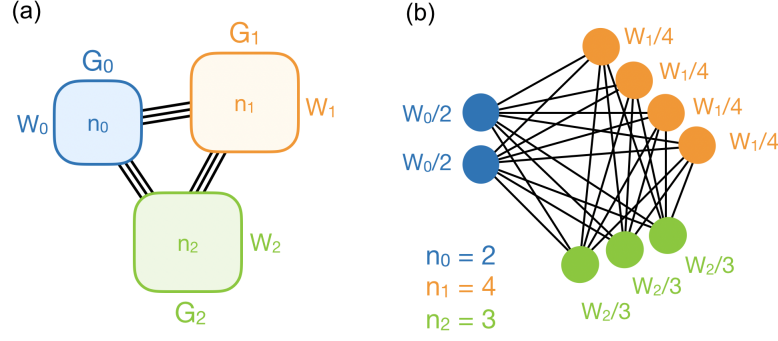 (a)
G₀
W₀
n₀
G₁
n₁
W₁
n₂
W₂
G₂
(b)
W₀/2
W₀/2
W₁/4
W₁/4
W₁/4
W₁/4
W₂/3
W₂/3
W₂/3
n₀ = 2
n₁ = 4
n₂ = 3